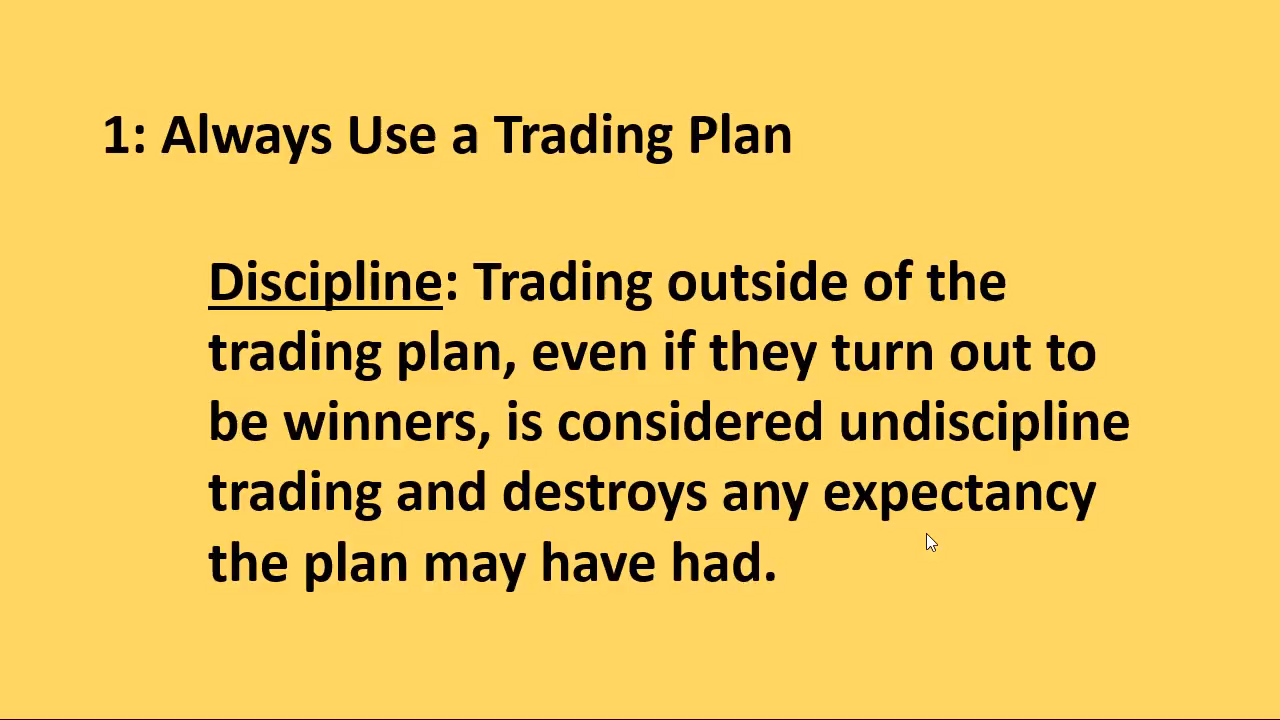 1: Always Use a Trading Plan
Discipline: Trading outside of the
trading plan, even if they turn out to
be winners, is considered undiscipline
trading and destroys any expectancy
the plan may have had.